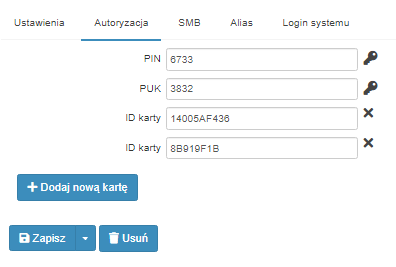 Ustawienia Autoryzacja SMB Alias Login systemu
PIN 6733
PUK 3832
ID karty 14005AF436
ID karty 8B919F1B
Dodaj nową kartę
Zapisz Usuń